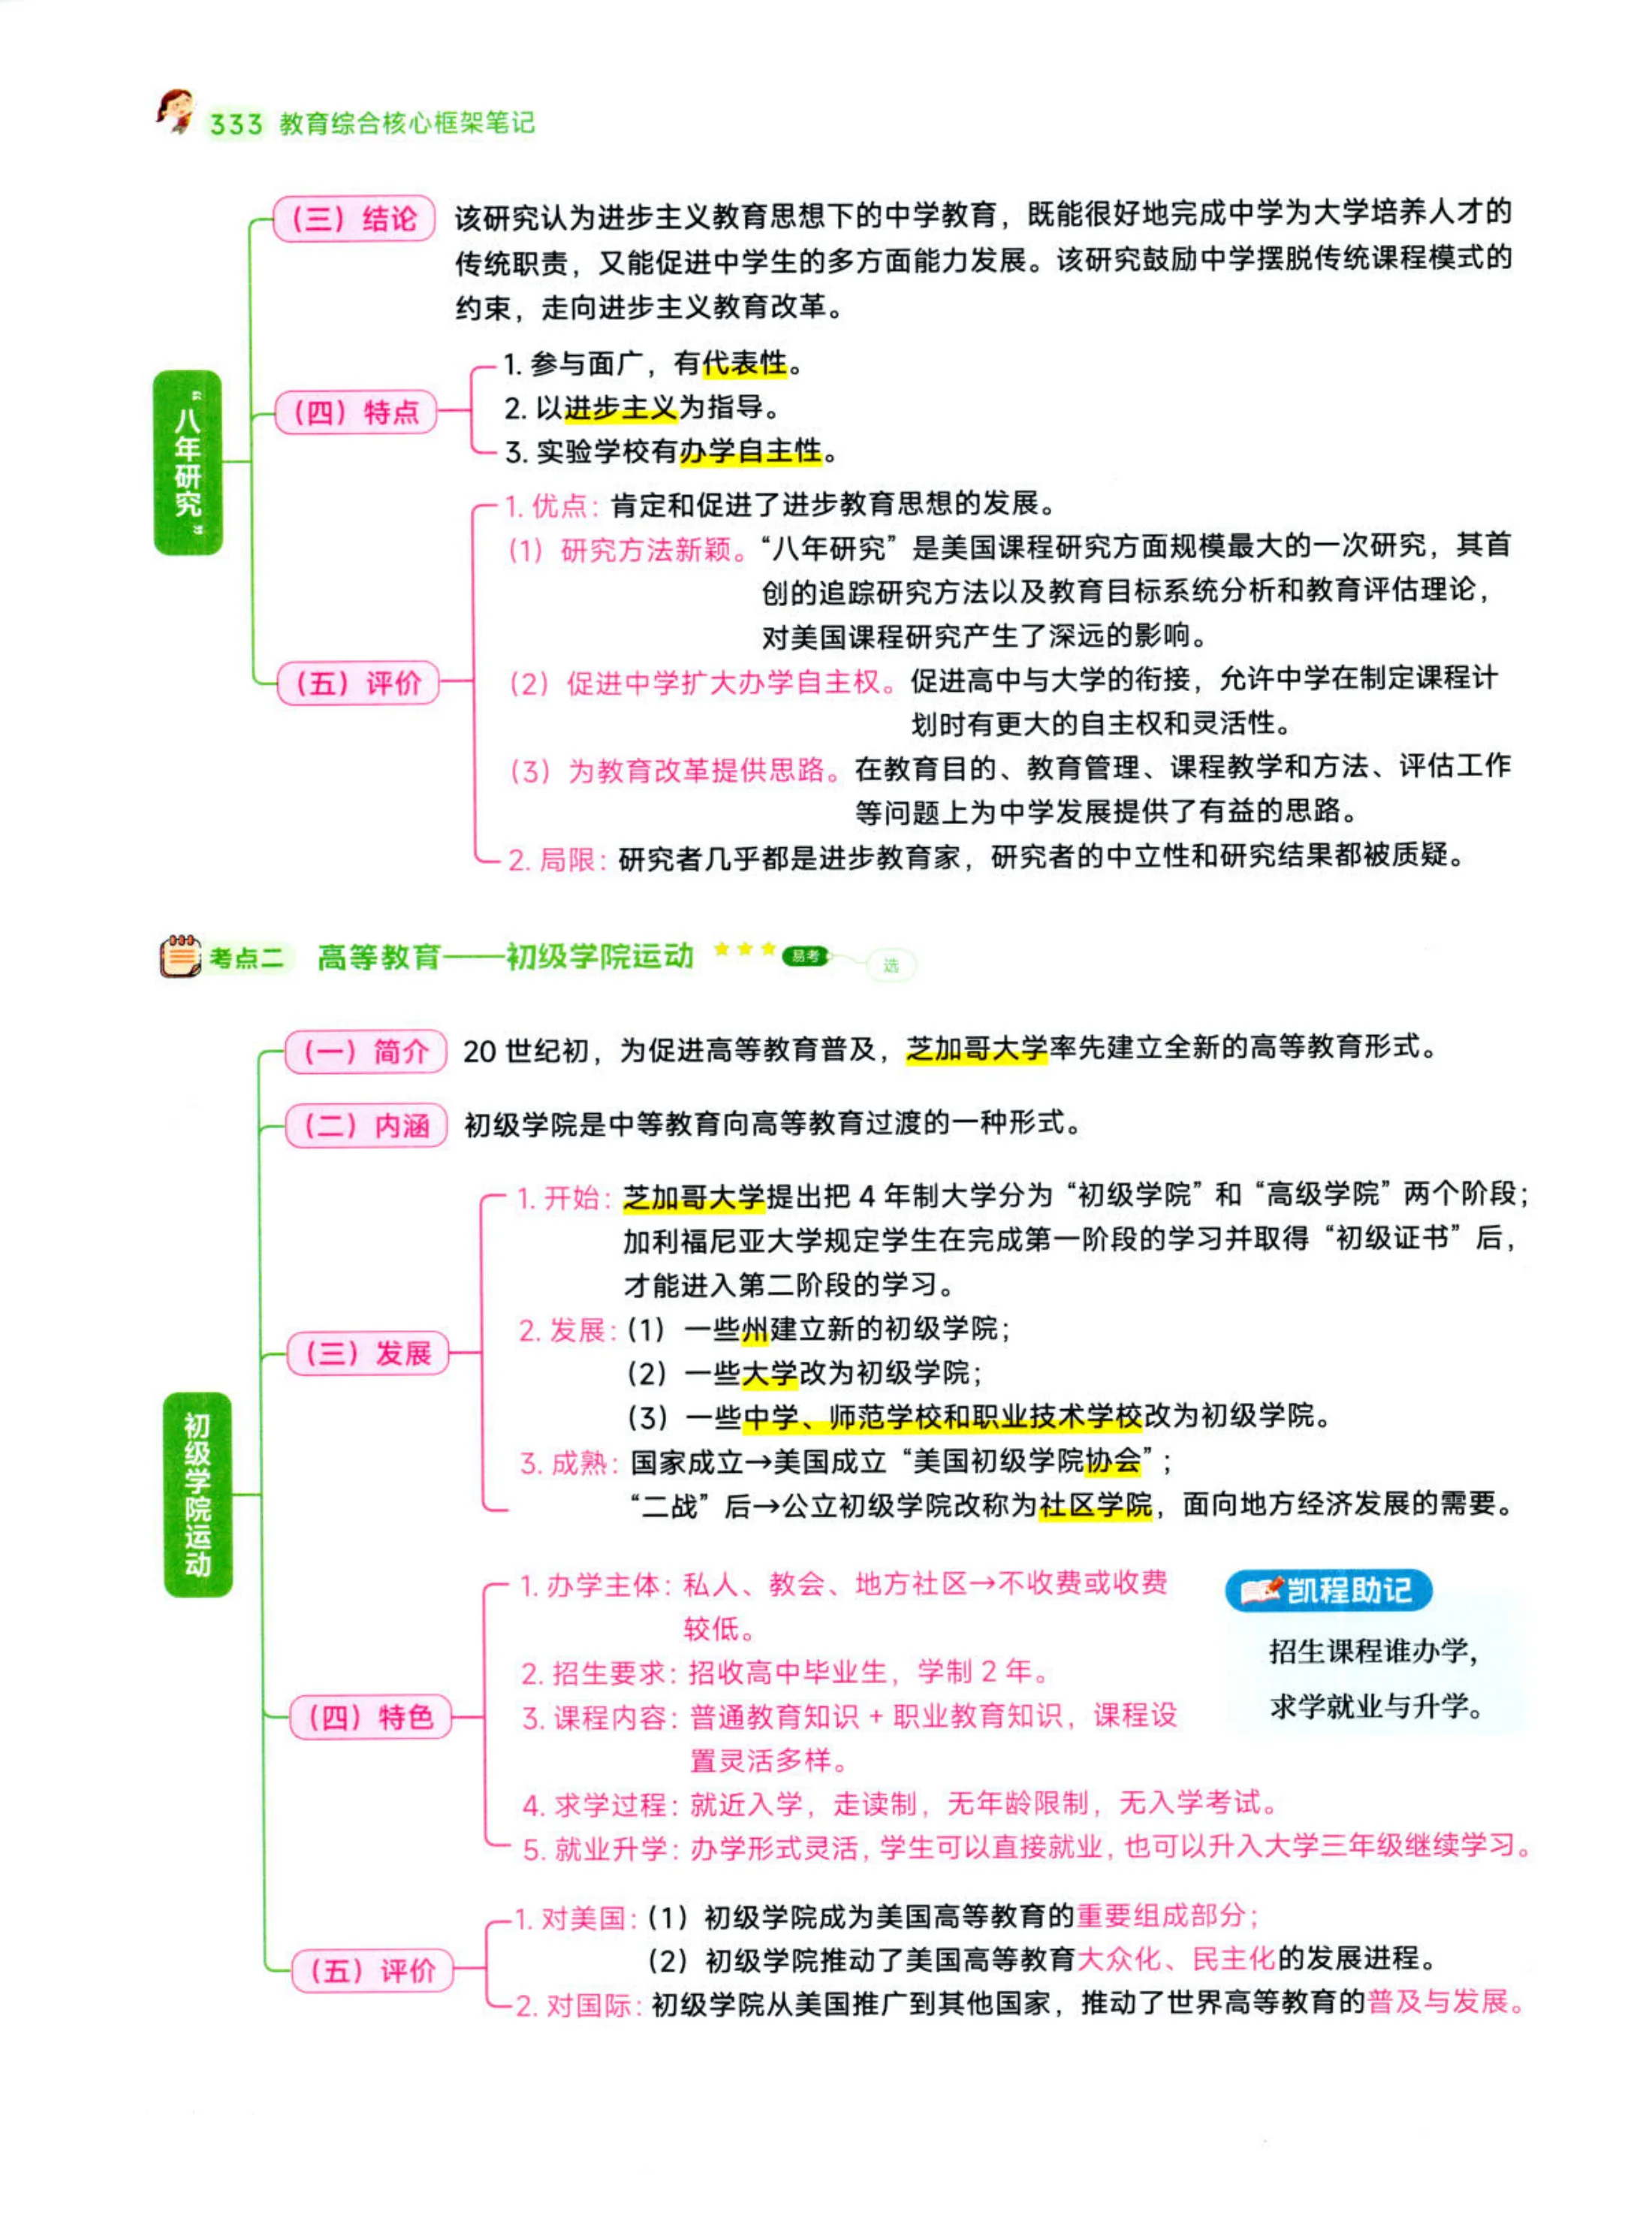 333 教育综合核心框架笔记
“八年研究”
（三）结论
该研究认为进步主义教育思想下的中学教育，既能很好地完成中学为大学培养人才的
传统职责，又能促进中学生的多方面能力发展。该研究鼓励中学摆脱传统课程模式的
约束，走向进步主义教育改革。
（四）特点
1. 参与面广，有代表性。
2. 以进步主义为指导。
3. 实验学校有办学自主性。
（五）评价
1. 优点：肯定和促进了进步教育思想的发展。
（1）研究方法新颖。“八年研究”是美国课程研究方面规模最大的一次研究，其首
创的追踪研究方法以及教育目标系统分析和教育评估理论，
对美国课程研究产生了深远的影响。
（2）促进中学扩大办学自主权。促进高中与大学的衔接，允许中学在制定课程计
划时有更大的自主权和灵活性。
（3）为教育改革提供思路。在教育目的、教育管理、课程教学和方法、评估工作
等问题上为中学发展提供了有益的思路。
2. 局限：研究者几乎都是进步教育家，研究者的中立性和研究结果都被质疑。
考点二 高等教育——初级学院运动 易考 选
初级学院运动
（一）简介 20 世纪初，为促进高等教育普及，芝加哥大学率先建立全新的高等教育形式。
（二）内涵 初级学院是中等教育向高等教育过渡的一种形式。
（三）发展
1. 开始：芝加哥大学提出把 4 年制大学分为“初级学院”和“高级学院”两个阶段；
加利福尼亚大学规定学生在完成第一阶段的学习并取得“初级证书”后，
才能进入第二阶段的学习。
2. 发展：（1）一些州建立新的初级学院；
（2）一些大学改为初级学院；
（3）一些中学、师范学校和职业技术学校改为初级学院。
3. 成熟：国家成立→美国成立“美国初级学院协会”；
“二战”后→公立初级学院改称为社区学院，面向地方经济发展的需要。
（四）特色
1. 办学主体：私人、教会、地方社区→不收费或收费
较低。
2. 招生要求：招收高中毕业生，学制 2 年。
3. 课程内容：普通教育知识 + 职业教育知识，课程设
置灵活多样。
4. 求学过程：就近入学，走读制，无年龄限制，无入学考试。
5. 就业升学：办学形式灵活，学生可以直接就业，也可以升入大学三年级继续学习。
凯程助记
招生课程谁办学，
求学就业与升学。
（五）评价
1. 对美国：（1）初级学院成为美国高等教育的重要组成部分；
（2）初级学院推动了美国高等教育大众化、民主化的发展进程。
2. 对国际：初级学院从美国推广到其他国家，推动了世界高等教育的普及与发展。